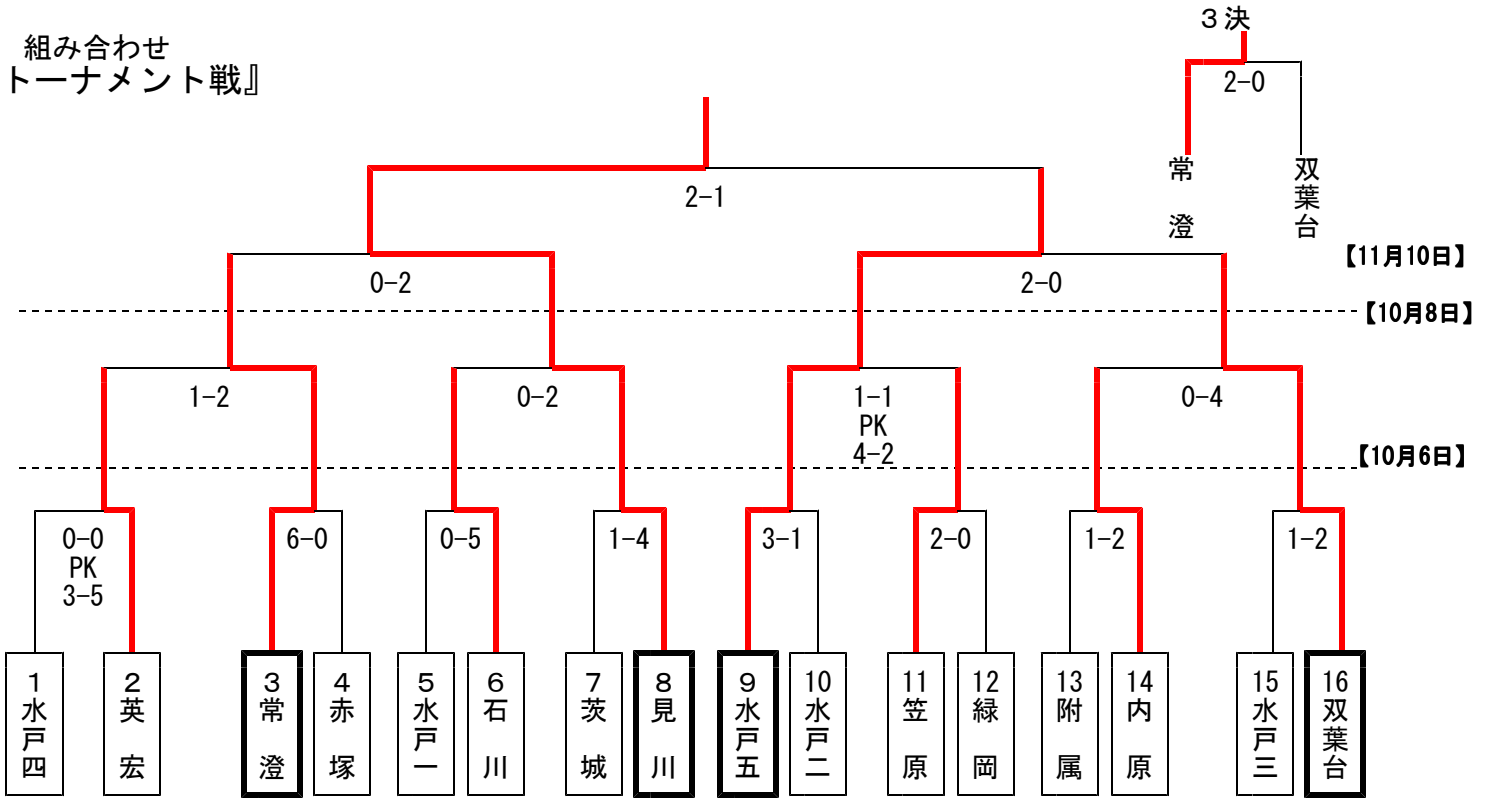 ３決
組み合わせ
トーナメント戦』
2-0
常澄
双葉台
2-1
【11月10日】
0-2
2-0
【10月8日】
1-2
0-2
1-1
PK
4-2
0-4
【10月6日】
0-0
PK
3-5
6-0
0-5
1-4
3-1
2-0
1-2
1-2
1 水戸四
2 英宏
3 常澄
4 赤塚
5 水戸一
6 石川
7 茨城
8 見川
9 水戸五
10 水戸二
11 笠原
12 緑岡
13 附属
14 内原
15 水戸三
16 双葉台